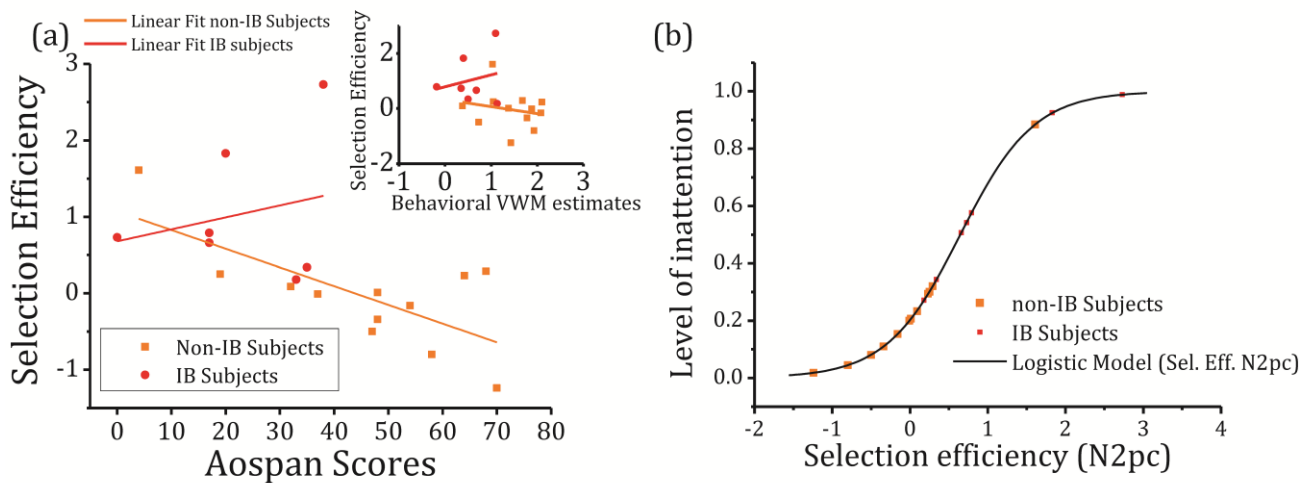 (a)
Linear Fit non-IB Subjects
Linear Fit IB subjects
Selection Efficiency
3
2
1
0
-1
0 10 20 30 40 50 60 70 80
Aospan Scores
Non-IB Subjects
IB Subjects
Selection Efficiency
2
0
-2
-1 0 1 2 3
Behavioral VWM estimates
(b)
Level of inattention
1.0
0.8
0.6
0.4
0.2
0.0
-2 -1 0 1 2 3 4
Selection efficiency (N2pc)
non-IB Subjects
IB Subjects
Logistic Model (Sel. Eff. N2pc)